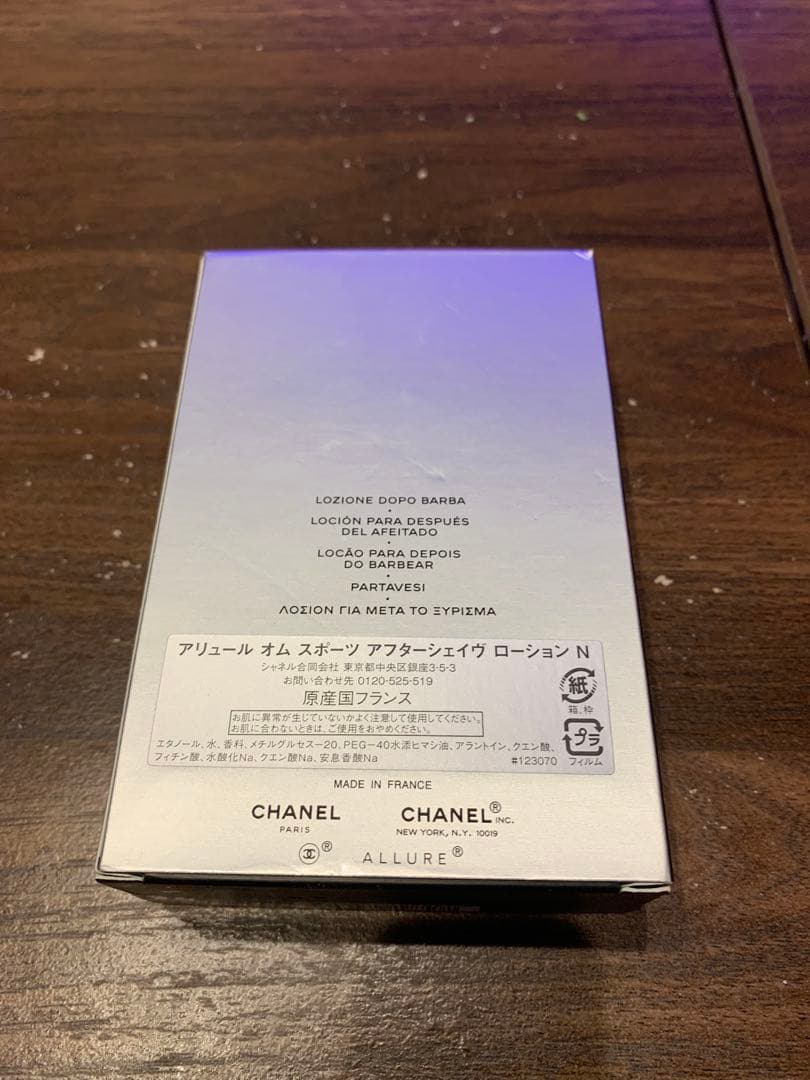 LOZIONE DOPO BARBA
•
LOCIÓN PARA DESPUÉS
DEL AFEITADO
•
LOCÃO PARA DEPOIS
DO BARBEAR
•
PARTAVESI
•
ΛΟΣΙΟΝ ΓΙΑ ΜΕΤΑ ΤΟ ΞΥΡΙΣΜΑ
アリュール オム スポーツ アフターシェイヴ ローション N
シャネル合同会社 東京都中央区銀座3-5-3
お問い合わせ先 0120-525-519
原産国フランス
お肌に異常が生じていないかよく注意して使用してください。
お肌に合わないときは、ご使用をおやめください。
エタノール、水、香料、メチルグルセス-20、PEG-40水添ヒマシ油、アラントイン、クエン酸、
フィチン酸、水酸化Na、クエン酸Na、安息香酸Na
#123070
紙
箱、枠
プラ
フィルム
MADE IN FRANCE
CHANEL
PARIS
CHANEL® INC.
NEW YORK, N.Y. 10019
®
ALLURE®